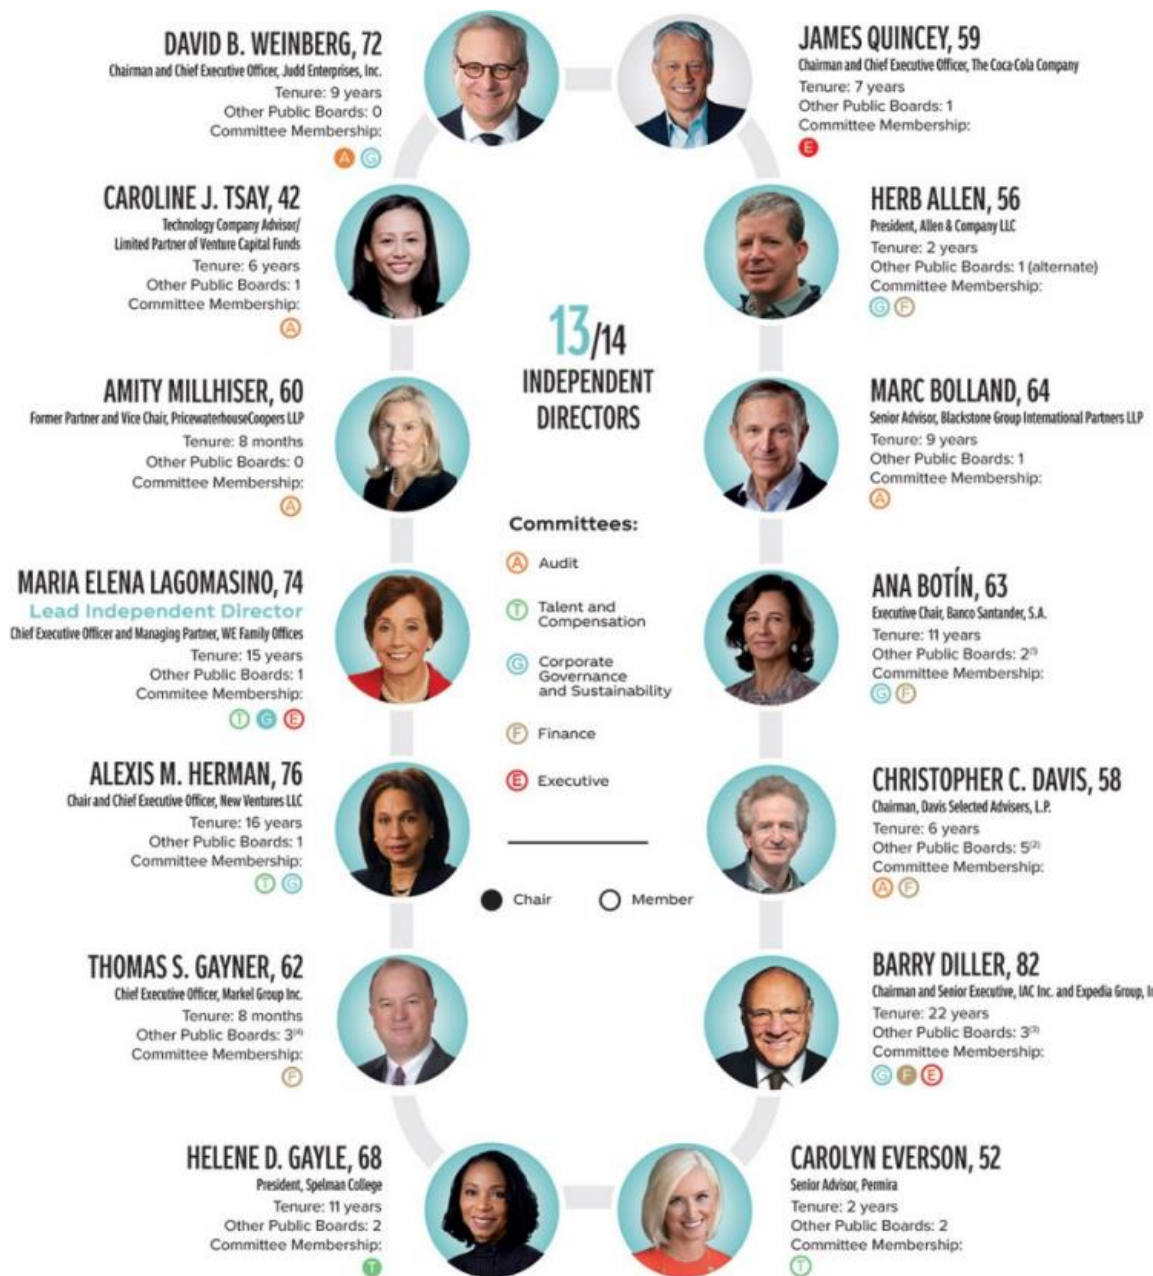 DAVID B. WEINBERG, 72
Chairman and Chief Executive Officer, Judd Enterprises, Inc.
Tenure: 9 years
Other Public Boards: 0
Committee Membership:
A G
JAMES QUINCEY, 59
Chairman and Chief Executive Officer, The Coca-Cola Company
Tenure: 7 years
Other Public Boards: 1
Committee Membership:
E
CAROLINE J. TSAY, 42
Technology Company Advisor/
Limited Partner of Venture Capital Funds
Tenure: 6 years
Other Public Boards: 1
Committee Membership:
A
HERB ALLEN, 56
President, Allen & Company LLC
Tenure: 2 years
Other Public Boards: 1 (alternate)
Committee Membership:
G F
13/14
INDEPENDENT
DIRECTORS
AMITY MILLHISER, 60
Former Partner and Vice Chair, PricewaterhouseCoopers LLP
Tenure: 8 months
Other Public Boards: 0
Committee Membership:
A
MARC BOLLAND, 64
Senior Advisor, Blackstone Group International Partners LLP
Tenure: 9 years
Other Public Boards: 1
Committee Membership:
A
Committees:
A Audit
T Talent and
Compensation
G Corporate
Governance
and Sustainability
F Finance
E Executive
Chair Member
MARIA ELENA LAGOMASINO, 74
Lead Independent Director
Chief Executive Officer and Managing Partner, WE Family Offices
Tenure: 15 years
Other Public Boards: 1
Commitee Membership:
T G E
ANA BOTÍN, 63
Executive Chair, Banco Santander, S.A.
Tenure: 11 years
Other Public Boards: 2(1)
Committee Membership:
G F
ALEXIS M. HERMAN, 76
Chair and Chief Executive Officer, New Ventures LLC
Tenure: 16 years
Other Public Boards: 1
Committee Membership:
T G
CHRISTOPHER C. DAVIS, 58
Chairman, Davis Selected Advisers, L.P.
Tenure: 6 years
Other Public Boards: 5(2)
Committee Membership:
A F
THOMAS S. GAYNER, 62
Chief Executive Officer, Markel Group Inc.
Tenure: 8 months
Other Public Boards: 3(4)
Committee Membership:
F
BARRY DILLER, 82
Chairman and Senior Executive, IAC Inc. and Expedia Group, I
Tenure: 22 years
Other Public Boards: 3(3)
Committee Membership:
G F E
HELENE D. GAYLE, 68
President, Spelman College
Tenure: 11 years
Other Public Boards: 2
Committee Membership:
T
CAROLYN EVERSON, 52
Senior Advisor, Permira
Tenure: 2 years
Other Public Boards: 2
Committee Membership:
T